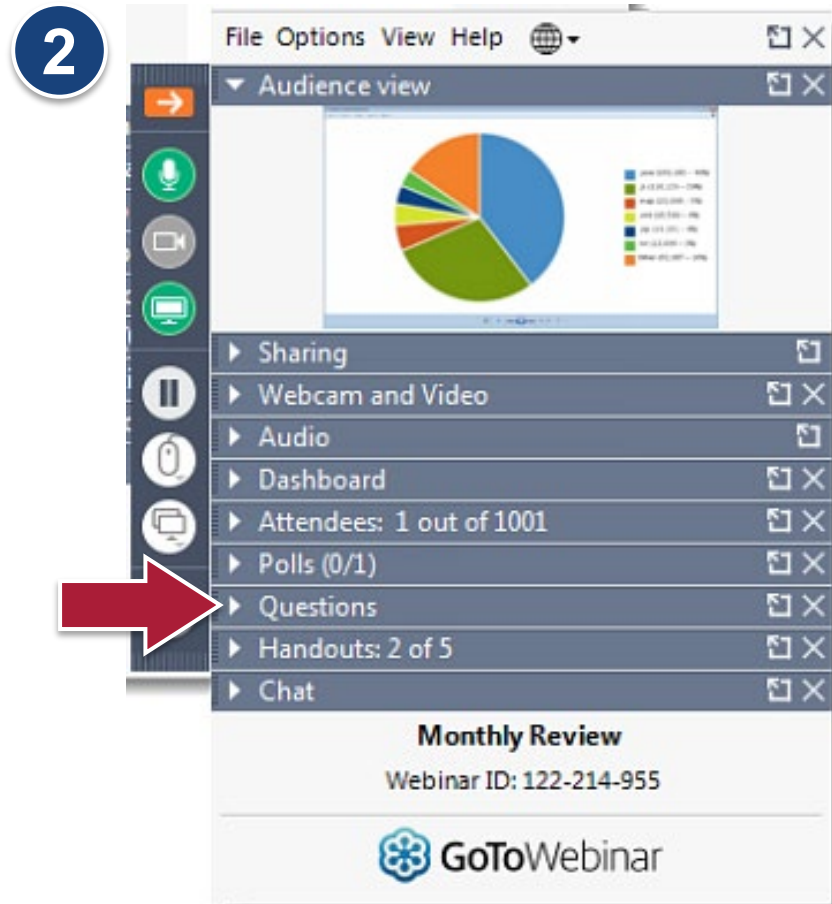 2
File Options View Help
Audience view
Sharing
Webcam and Video
Audio
Dashboard
Attendees: 1 out of 1001
Polls (0/1)
Questions
Handouts: 2 of 5
Chat
Monthly Review
Webinar ID: 122-214-955
GoToWebinar